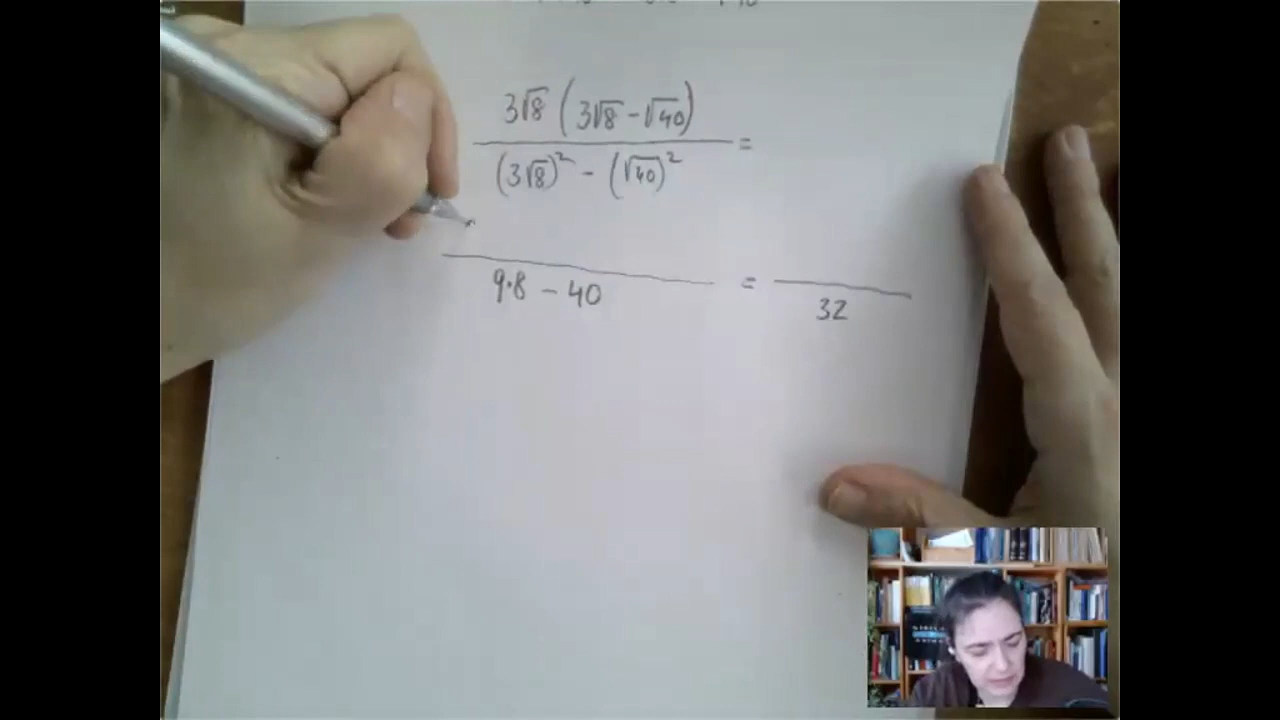 3√8 (3√8 - √40)
=
(3√8)² - (√40)²
9·8 - 40 = 32